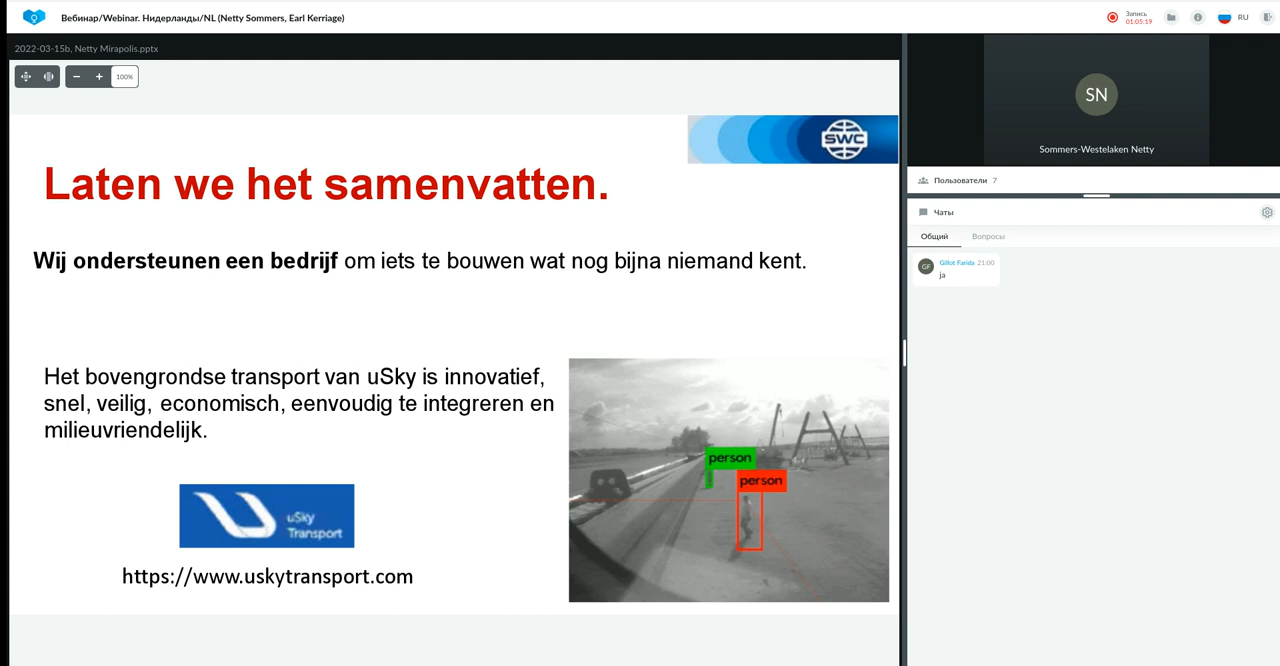 Вебинар/Webinar. Нидерланды/NL (Netty Sommers, Earl Kerriage)
Запись
01:05:19
RU
2022-03-15b, Netty Mirapolis.pptx
100%
SWC
Laten we het samenvatten.
Wij ondersteunen een bedrijf om iets te bouwen wat nog bijna niemand kent.
Het bovengrondse transport van uSky is innovatief,
snel, veilig, economisch, eenvoudig te integreren en
milieuvriendelijk.
person
person
uSky
Transport
https://www.uskytransport.com
SN
Sommers-Westelaken Netty
Пользователи 7
Чаты
Общий Вопросы
GF
Gillot Farida 21:00
ja